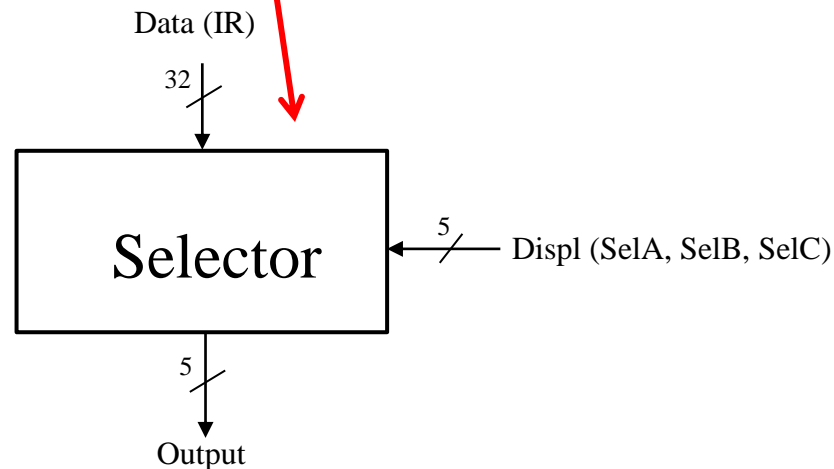 Data (IR)
32
5
Selector
Displ (SelA, SelB, SelC)
5
Output